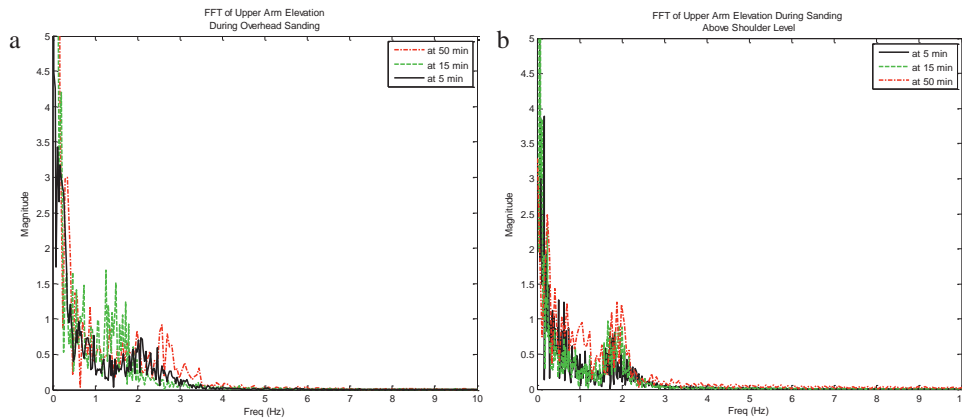 a
FFT of Upper Arm Elevation
During Overhead Sanding
5
4.5
4
3.5
3
2.5
2
1.5
1
0.5
0
Magnitude
0 1 2 3 4 5 6 7 8 9 10
Freq (Hz)
at 50 min
at 15 min
at 5 min
b
FFT of Upper Arm Elevation During Sanding
Above Shoulder Level
5
4.5
4
3.5
3
2.5
2
1.5
1
0.5
0
Magnitude
0 1 2 3 4 5 6 7 8 9 1
Freq (Hz)
at 5 min
at 15 min
at 50 min